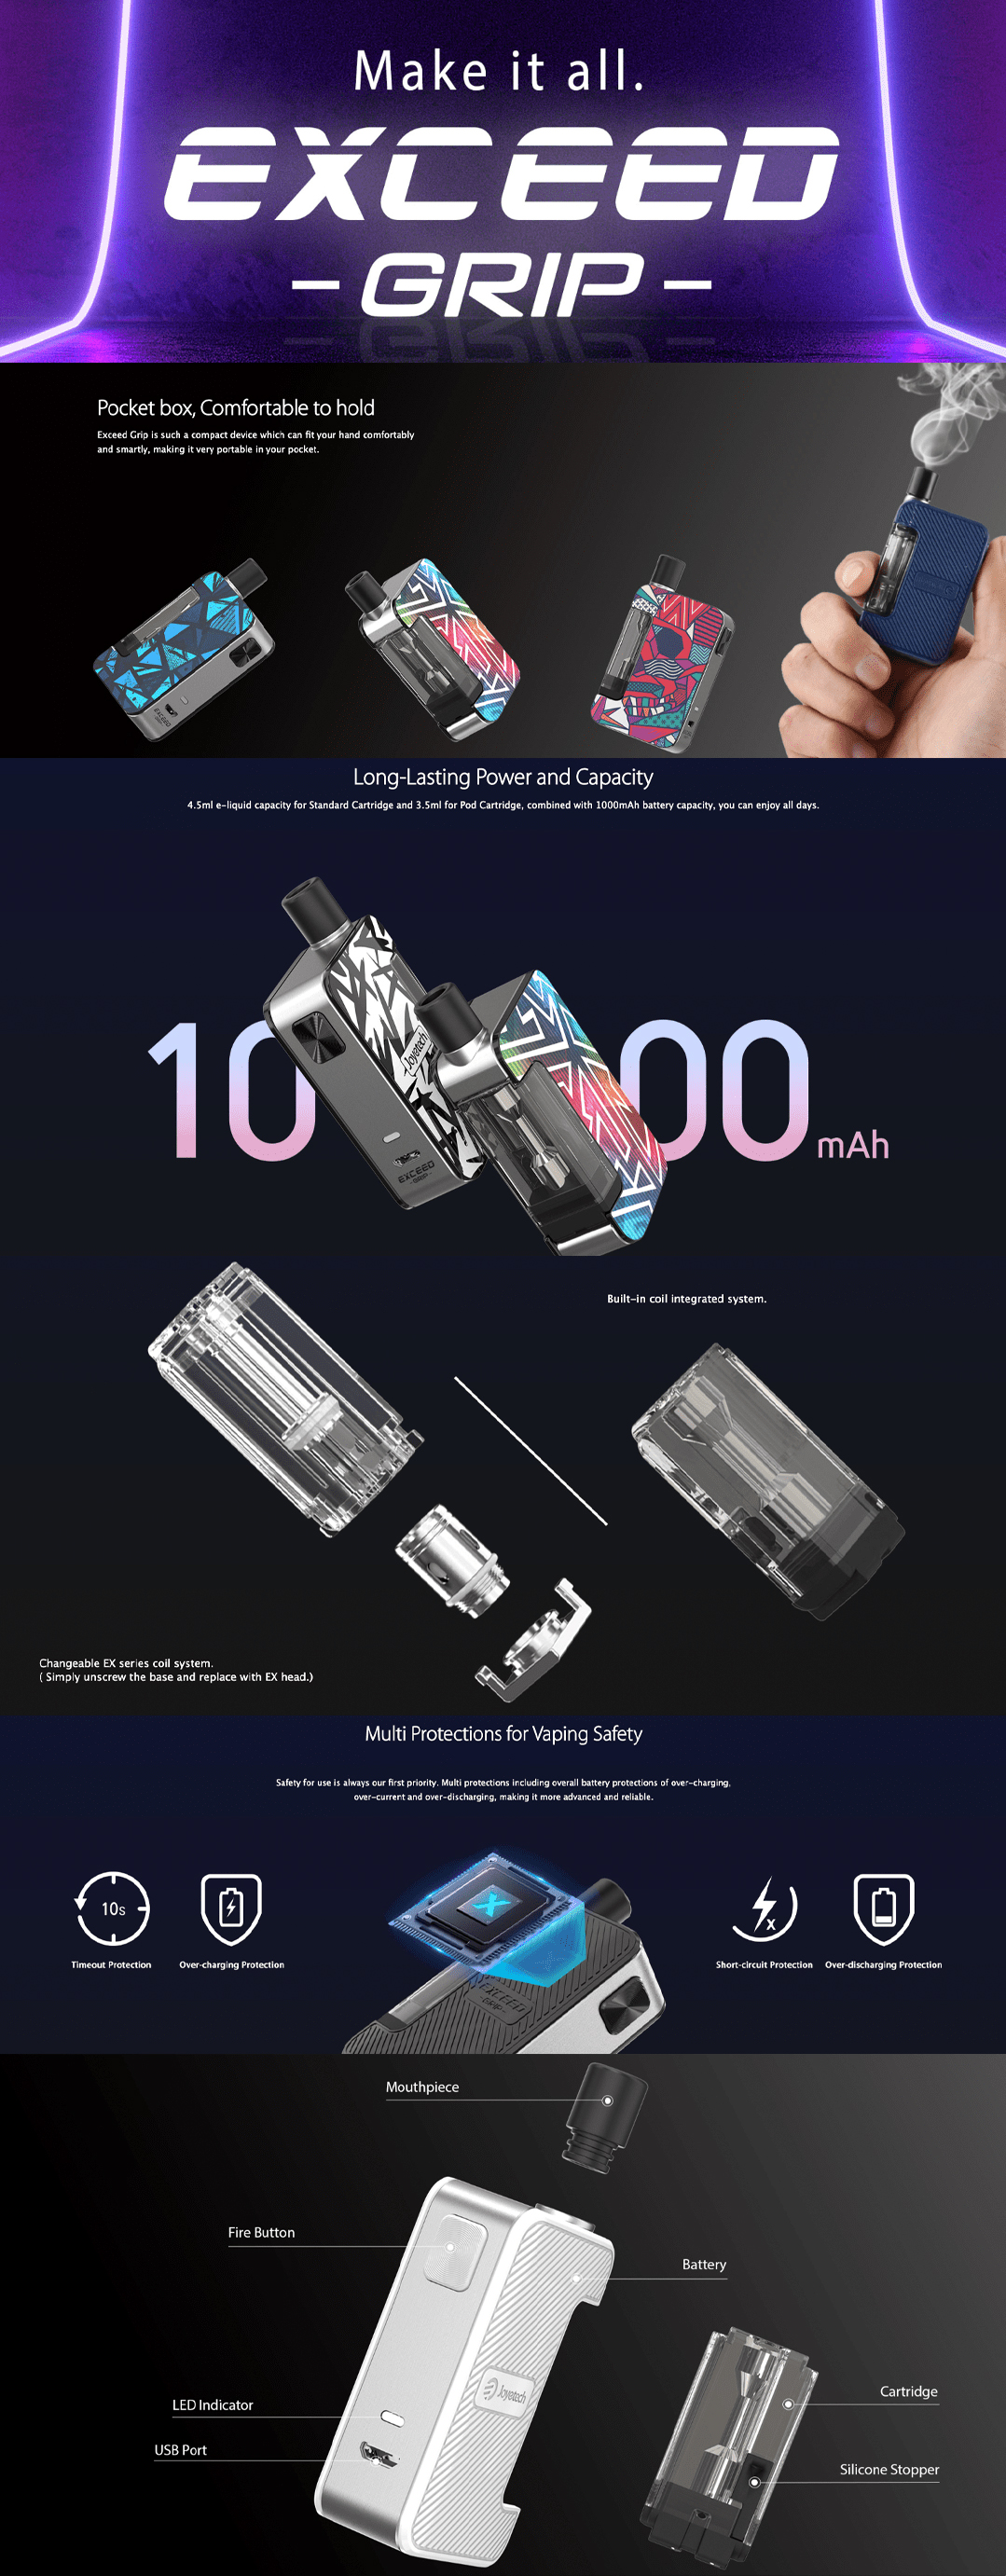 Make it all.
EXCEED
GRIP
Pocket box, Comfortable to hold
Exceed Grip is such a compact device which can fit your hand comfortably
and smartly, making it very portable in your pocket.
EXCEED
Long-Lasting Power and Capacity
4.5ml e-liquid capacity for Standard Cartridge and 3.5ml for Pod Cartridge, combined with 1000mAh battery capacity, you can enjoy all days.
1000mAh
Joyetech
EXCEED
-GRIP-
Built-in coil integrated system.
Changeable EX series coil system.
( Simply unscrew the base and replace with EX head.)
Multi Protections for Vaping Safety
Safety for use is always our first priority. Multi protections including overall battery protections of over-charging,
over-current and over-discharging, making it more advanced and reliable.
10s
X
x
Timeout Protection
Over-charging Protection
Short-circuit Protection
Over-discharging Protection
EXCEED
GRIP
Mouthpiece
Fire Button
Battery
Joyetech
Cartridge
LED Indicator
USB Port
Silicone Stopper